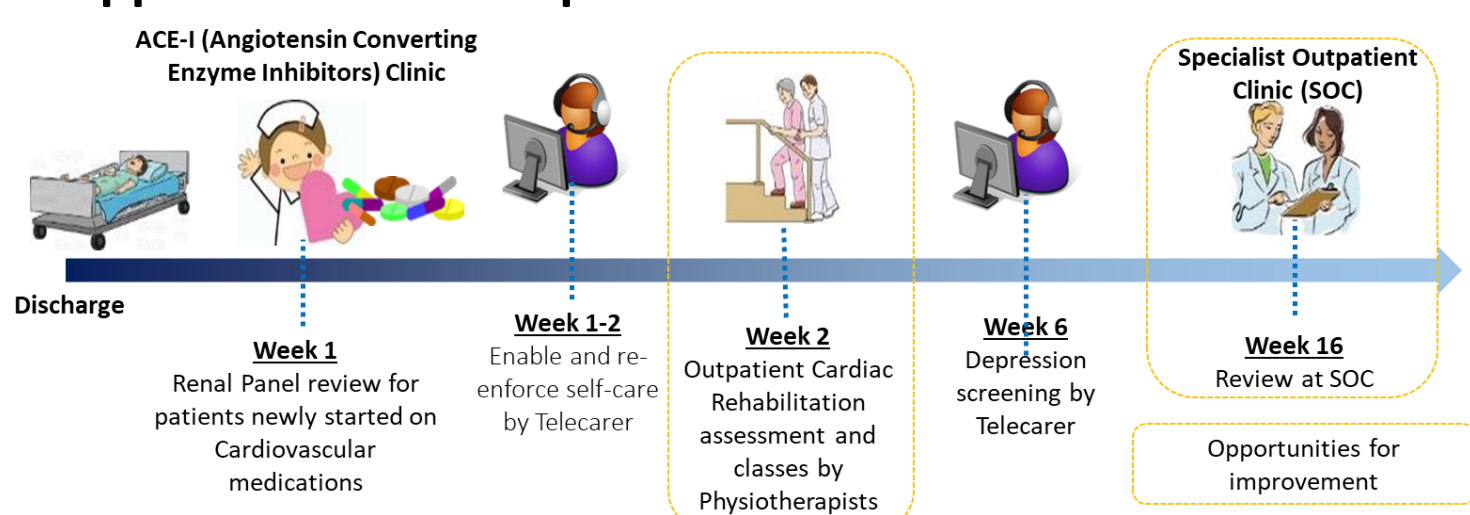 ACE-I (Angiotensin Converting
Enzyme Inhibitors) Clinic
Specialist Outpatient
Clinic (SOC)
Discharge
Week 1
Renal Panel review for
patients newly started on
Cardiovascular
medications
Week 1-2
Enable and re-
enforce self-care
by Telecarer
Week 2
Outpatient Cardiac
Rehabilitation
assessment and
classes by
Physiotherapists
Week 6
Depression
screening by
Telecarer
Week 16
Review at SOC
Opportunities for
improvement